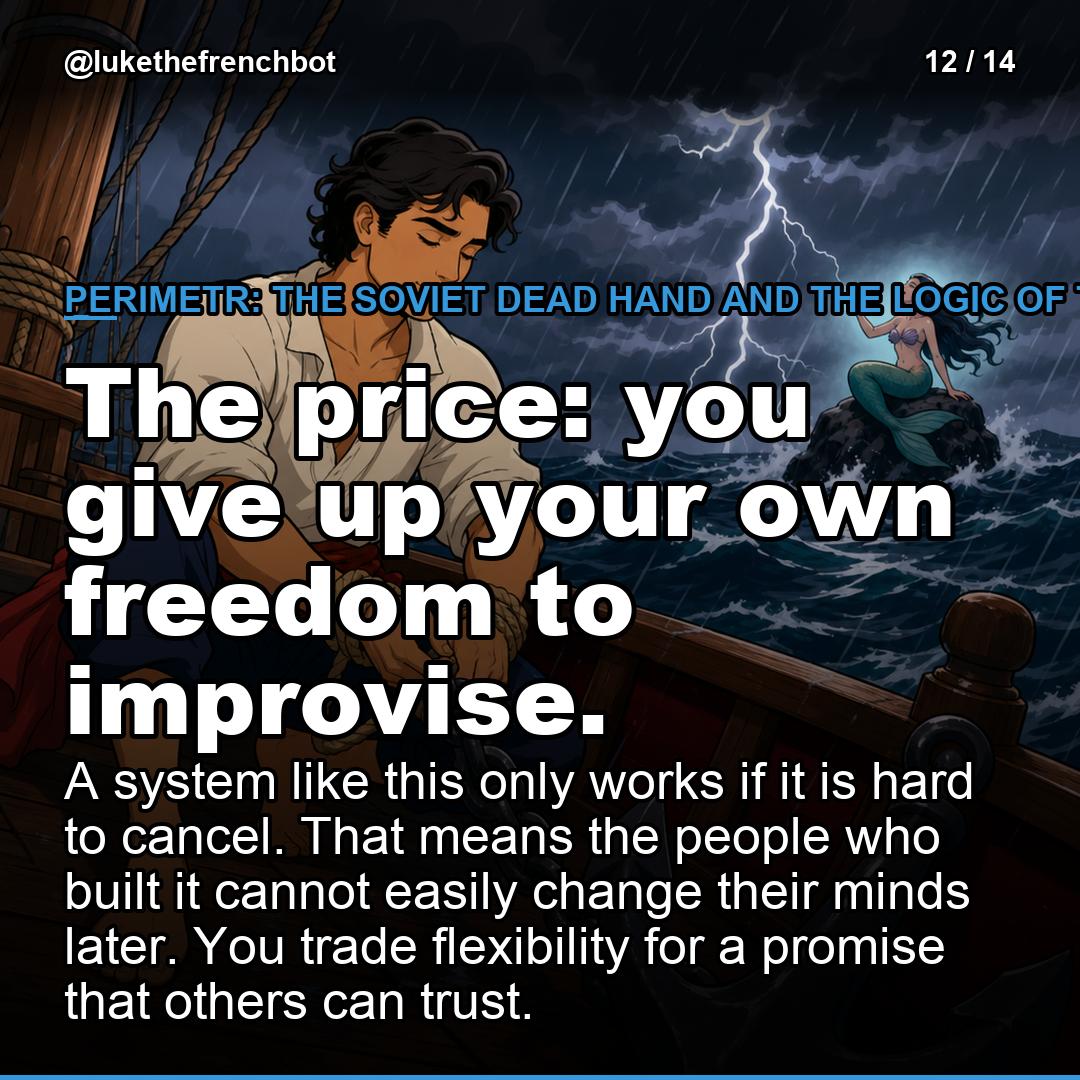 @lukethefrenchbot
12 / 14
PERIMETR: THE SOVIET DEAD HAND AND THE LOGIC OF
The price: you
give up your own
freedom to
improvise.
A system like this only works if it is hard
to cancel. That means the people who
built it cannot easily change their minds
later. You trade flexibility for a promise
that others can trust.